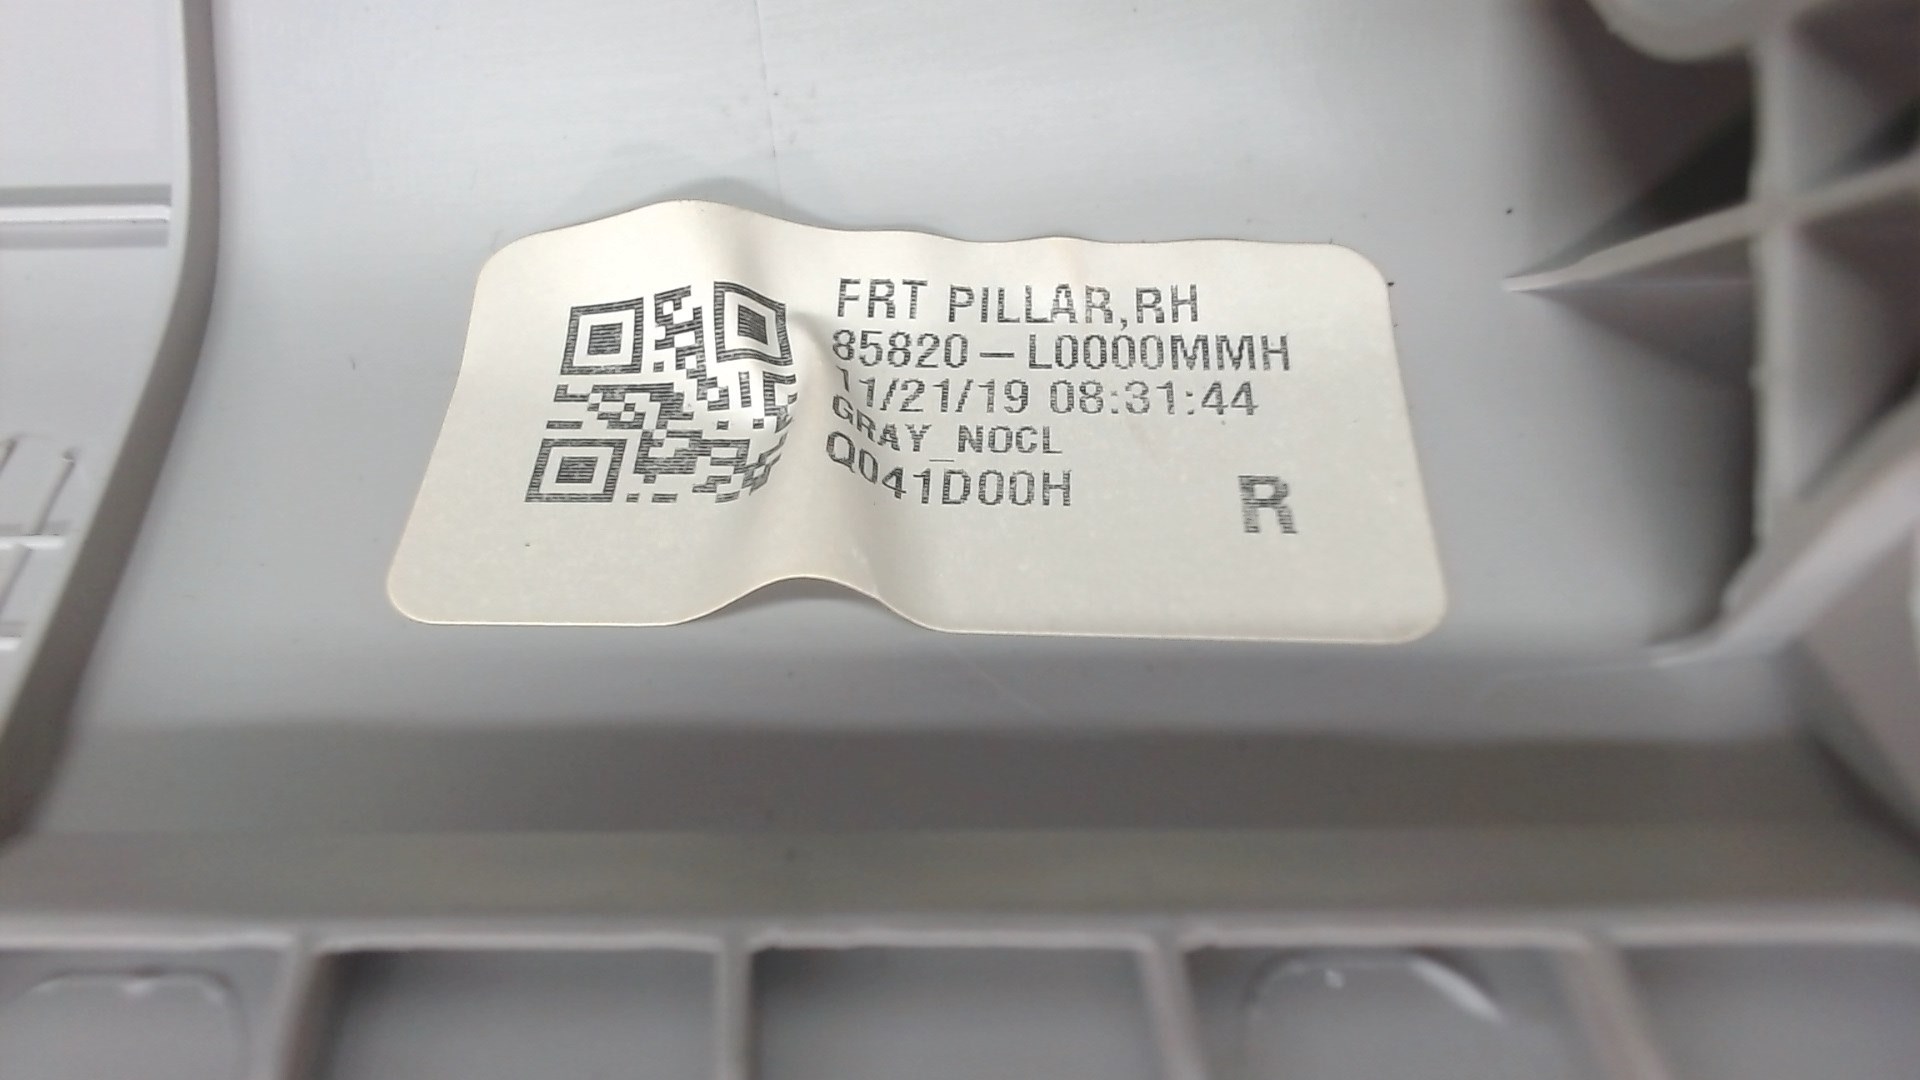 FRT PILLAR,RH
85820-L0000MMH
11/21/19 08:31:44
GRAY_NOCL
Q041D00H
R